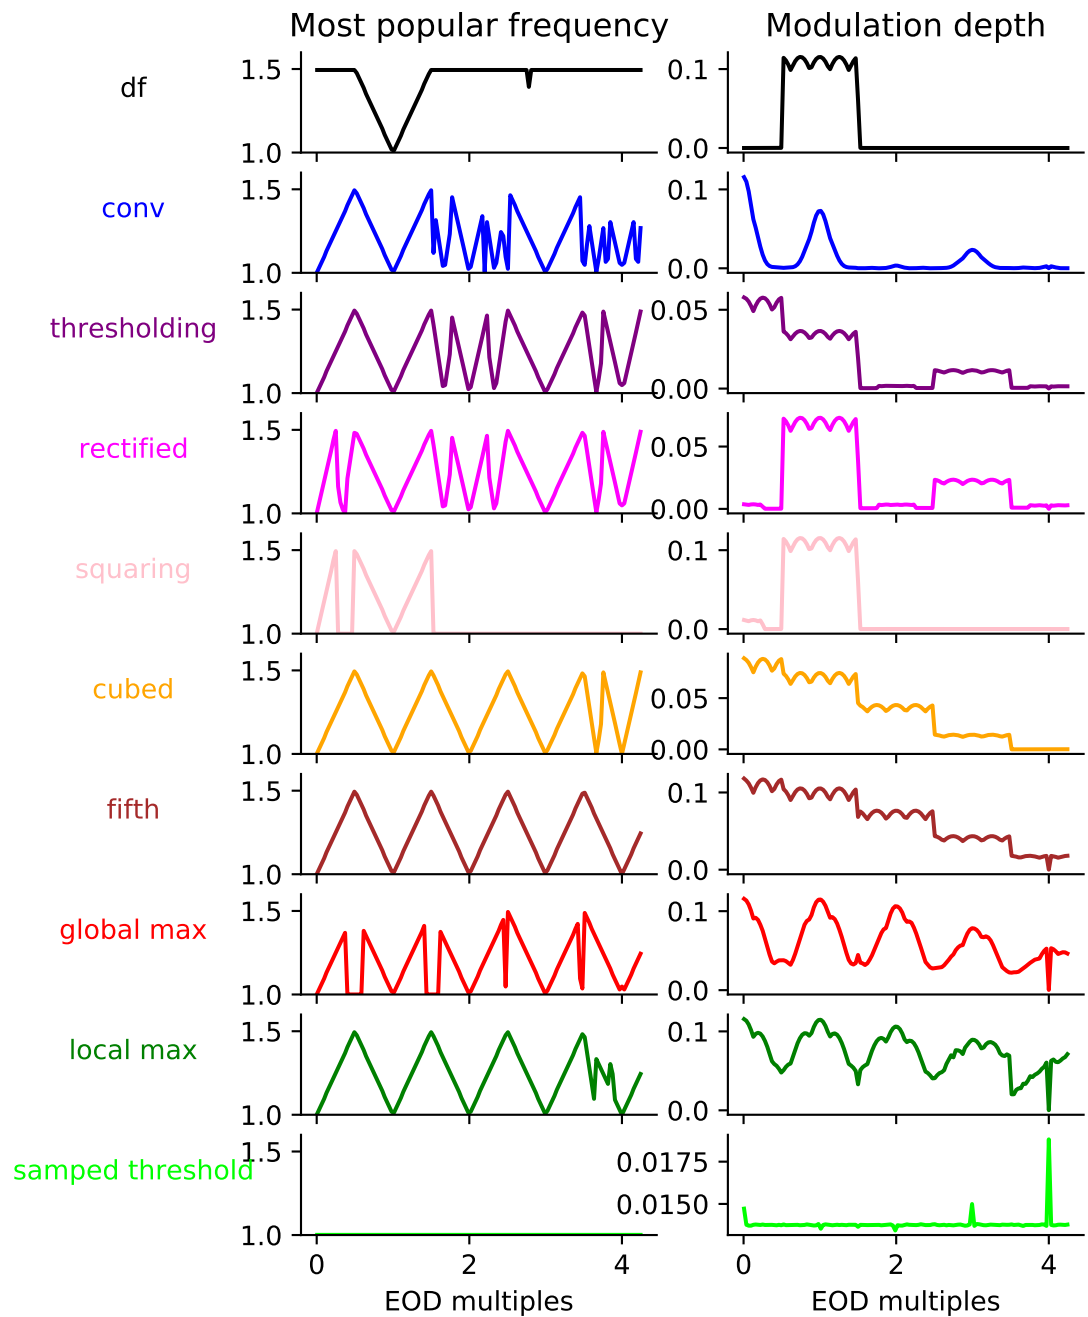 Most popular frequency Modulation depth
df 1.5 1.0 0.1 0.0
conv 1.5 1.0 0.1 0.0
thresholding 1.5 1.0 0.05 0.00
rectified 1.5 1.0 0.05 0.00
squaring 1.5 1.0 0.1 0.0
cubed 1.5 1.0 0.05 0.00
fifth 1.5 1.0 0.1 0.0
global max 1.5 1.0 0.1 0.0
local max 1.5 1.0 0.1 0.0
samped threshold 1.5 1.0 0.0175 0.0150
0 2 4 0 2 4
EOD multiples EOD multiples